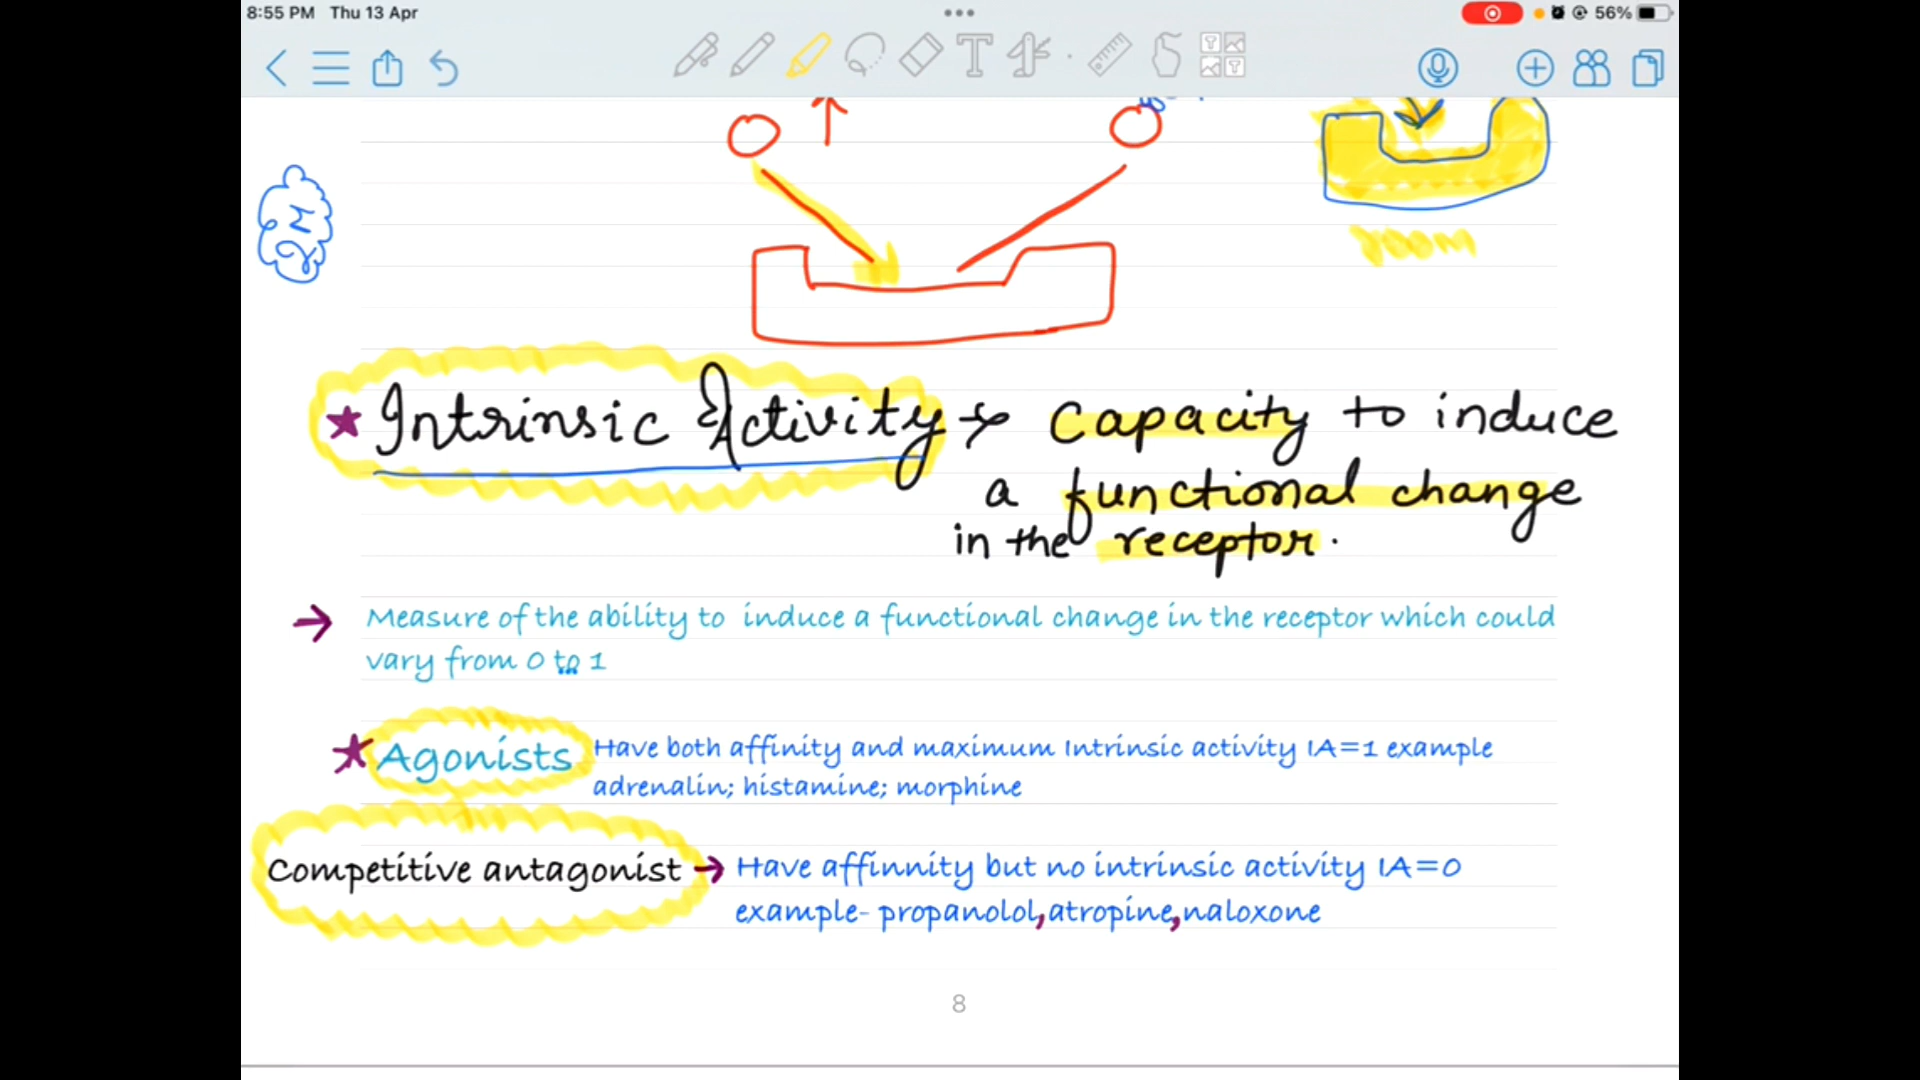 8:55 PM Thu 13 Apr
56%
Intrinsic Activity → Capacity to induce
a functional change
in the receptor.
→ Measure of the ability to induce a functional change in the receptor which could
vary from 0 to 1
Agonists Have both affinity and maximum Intrinsic activity IA=1 example
adrenalin; histamine; morphine
Competitive antagonist → Have affinnity but no intrinsic activity IA=0
example- propanolol, atropine, naloxone
8